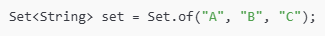 Set<String> set = Set.of("A", "B", "C");